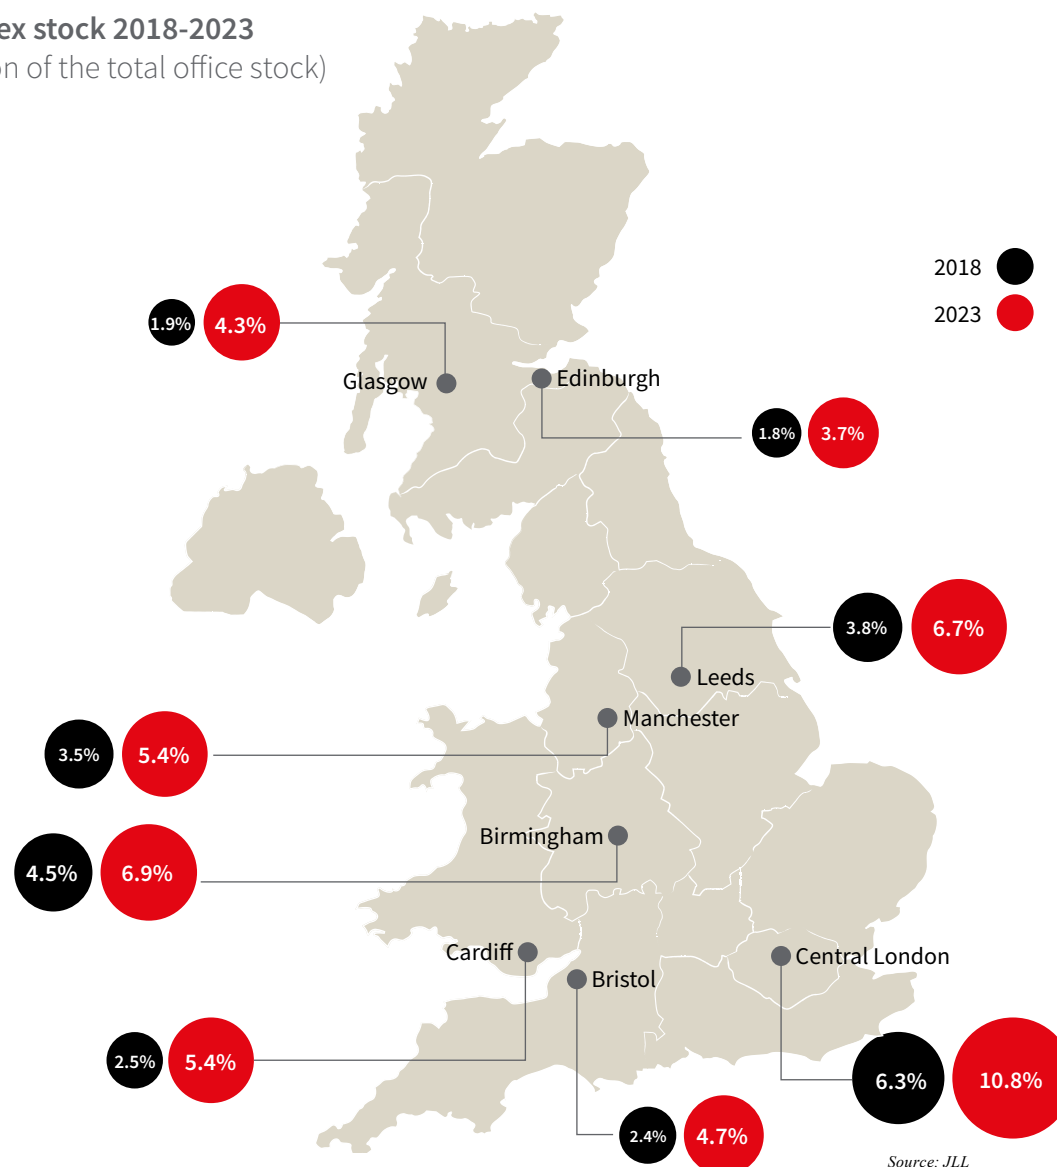 ex stock 2018-2023
n of the total office stock)
2018
2023
1.9% 4.3%
Glasgow
Edinburgh
1.8% 3.7%
3.8% 6.7%
Leeds
Manchester
3.5% 5.4%
Birmingham
4.5% 6.9%
Cardiff
Central London
Bristol
2.5% 5.4%
6.3% 10.8%
2.4% 4.7%
Source: JLL